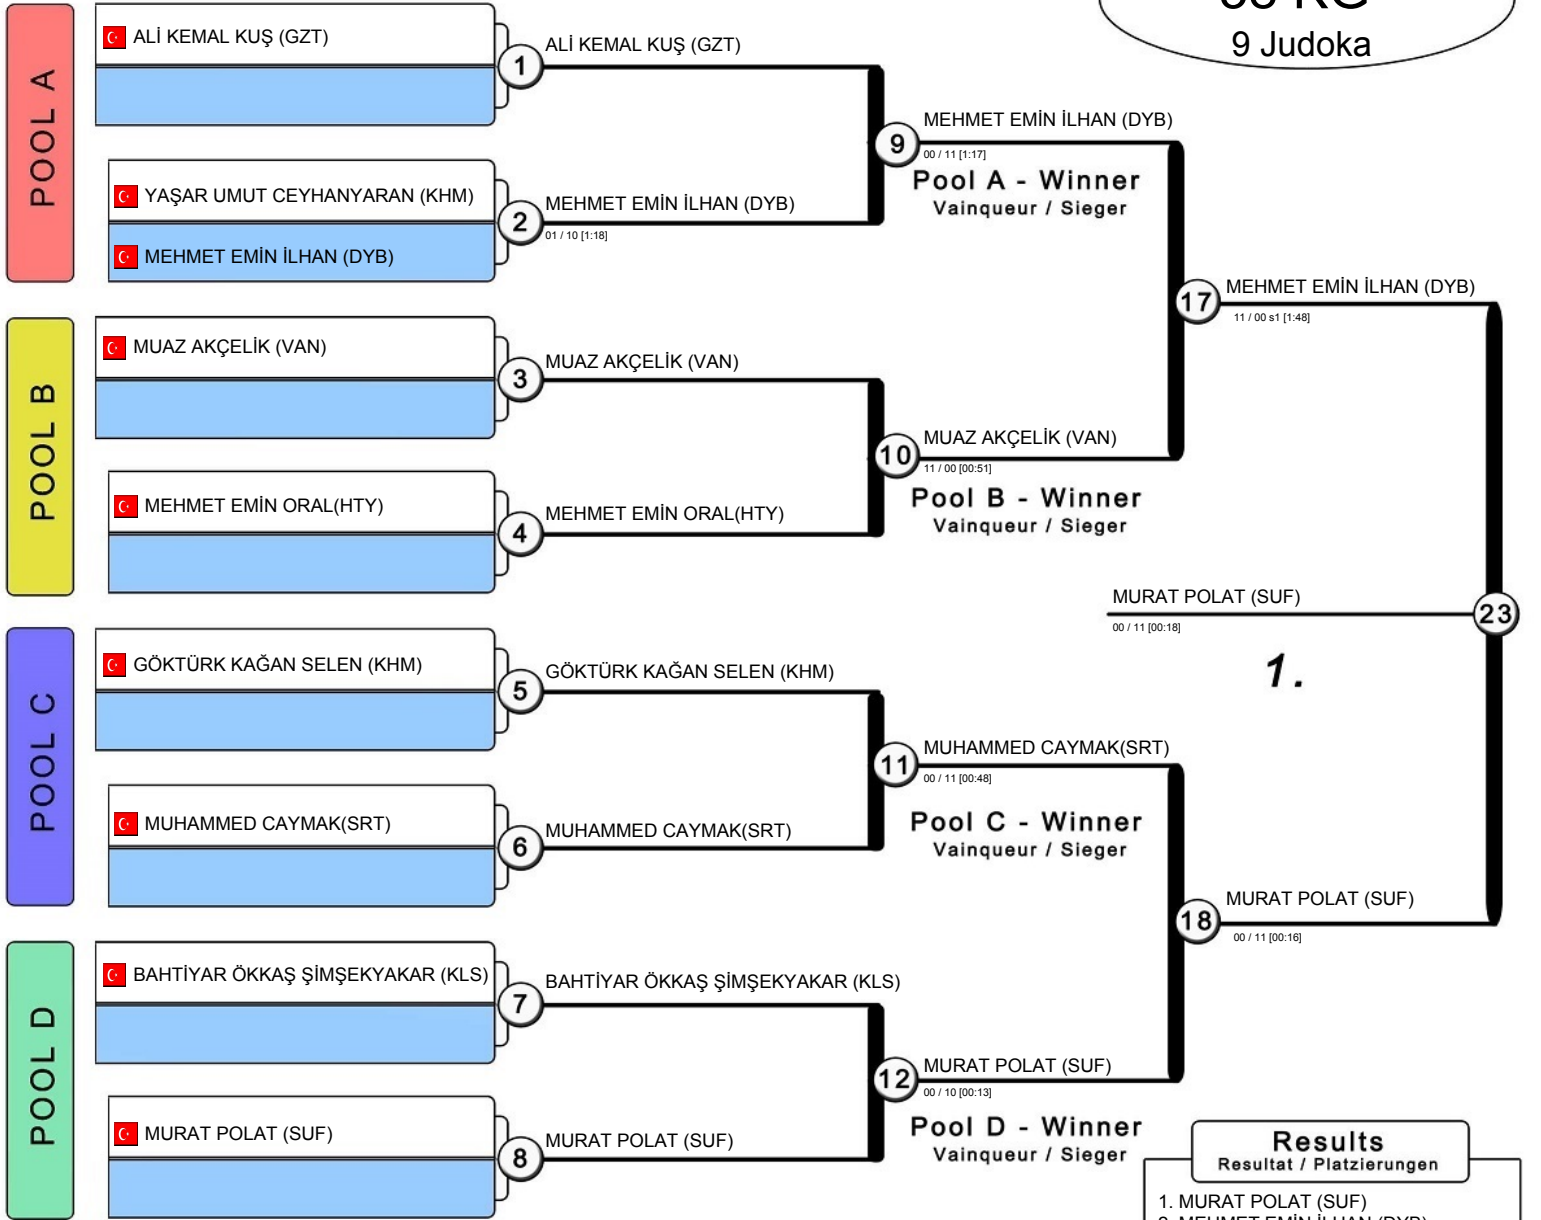 9 Judoka
POOL A
ALİ KEMAL KUŞ (GZT)
1
ALİ KEMAL KUŞ (GZT)
YAŞAR UMUT CEYHANYARAN (KHM)
MEHMET EMİN İLHAN (DYB)
2
MEHMET EMİN İLHAN (DYB)
01 / 10 [1:18]
9
MEHMET EMİN İLHAN (DYB)
00 / 11 [1:17]
Pool A - Winner
Vainqueur / Sieger
POOL B
MUAZ AKÇELİK (VAN)
3
MUAZ AKÇELİK (VAN)
MEHMET EMİN ORAL(HTY)
4
MEHMET EMİN ORAL(HTY)
10
MUAZ AKÇELİK (VAN)
11 / 00 [00:51]
Pool B - Winner
Vainqueur / Sieger
17
MEHMET EMİN İLHAN (DYB)
11 / 00 s1 [1:48]
MURAT POLAT (SUF)
23
00 / 11 [00:18]
1.
POOL C
GÖKTÜRK KAĞAN SELEN (KHM)
5
GÖKTÜRK KAĞAN SELEN (KHM)
MUHAMMED CAYMAK(SRT)
6
MUHAMMED CAYMAK(SRT)
11
MUHAMMED CAYMAK(SRT)
00 / 11 [00:48]
Pool C - Winner
Vainqueur / Sieger
18
MURAT POLAT (SUF)
00 / 11 [00:16]
POOL D
BAHTİYAR ÖKKAŞ ŞİMŞEKYAKAR (KLS)
7
BAHTİYAR ÖKKAŞ ŞİMŞEKYAKAR (KLS)
MURAT POLAT (SUF)
8
MURAT POLAT (SUF)
12
MURAT POLAT (SUF)
00 / 10 [00:13]
Pool D - Winner
Vainqueur / Sieger
Results
Resultat / Platzierungen
1. MURAT POLAT (SUF)
2. MEHMET EMİN İLHAN (DYB)